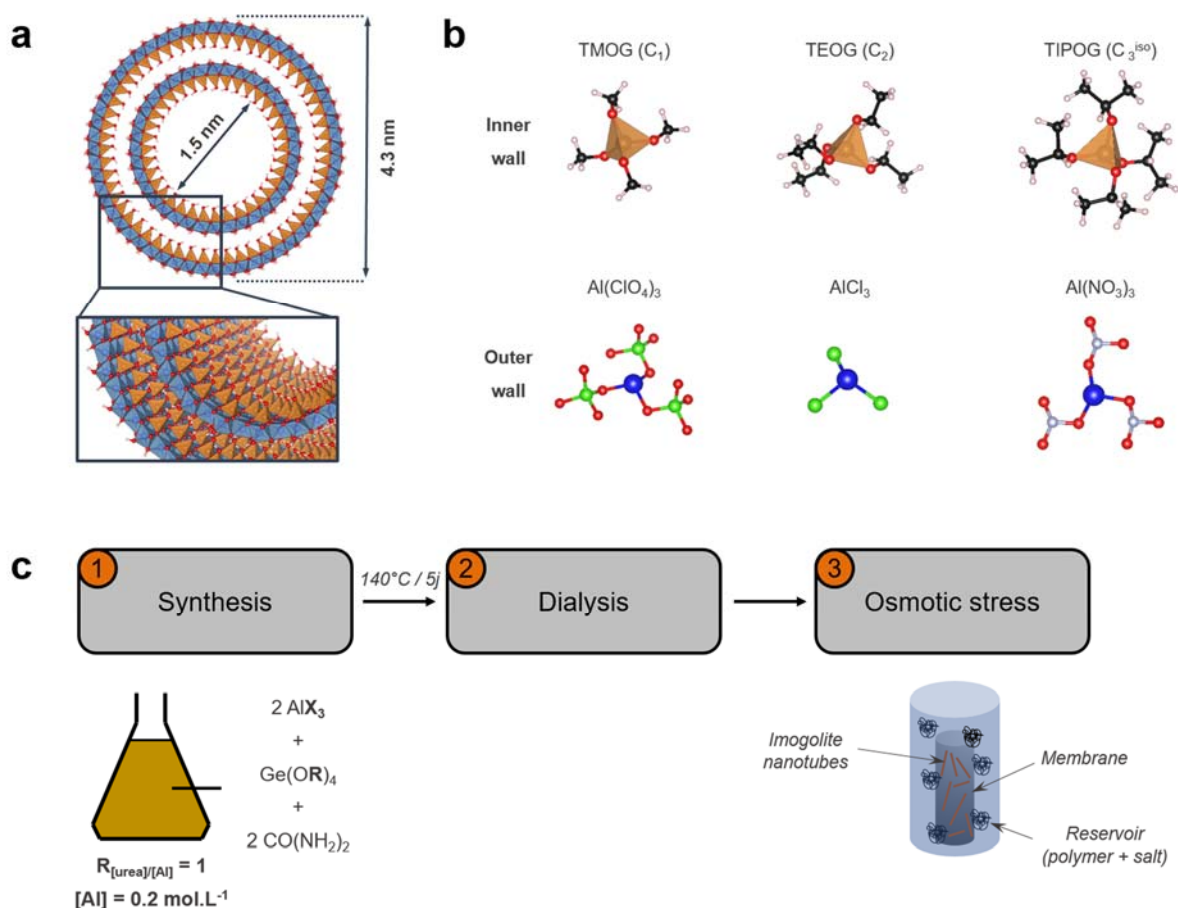 a
1.5 nm
4.3 nm
b
TMOG (C₁)
TEOG (C₂)
TIPOG (C₃ⁱˢᵒ)
Inner
wall
Al(ClO₄)₃
AlCl₃
Al(NO₃)₃
Outer
wall
c
1
Synthesis
140°C / 5j
2
Dialysis
3
Osmotic stress
2 AlX₃
+
Ge(OR)₄
+
2 CO(NH₂)₂
R[urea]/[Al] = 1
[Al] = 0.2 mol.L⁻¹
Imogolite
nanotubes
Membrane
Reservoir
(polymer + salt)